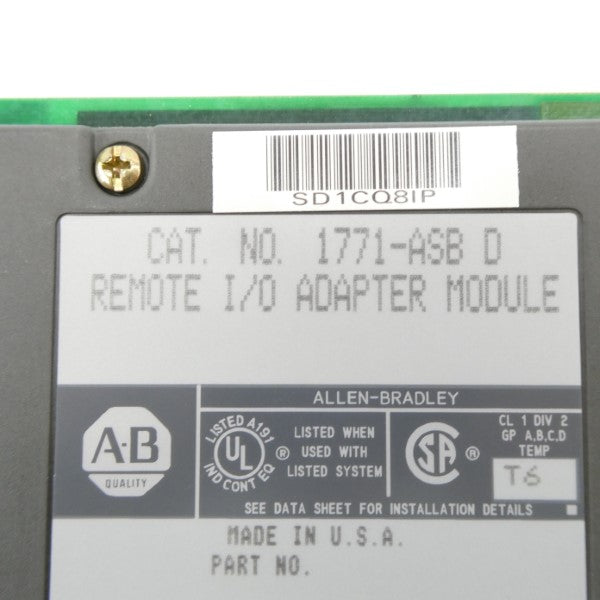 SD1CQ8IP
CAT. NO. 1771-ASB D
REMOTE I/O ADAPTER MODULE
ALLEN-BRADLEY
A-B
QUALITY
LISTED A191
UL
IND CONT EQ
®
LISTED WHEN
USED WITH
LISTED SYSTEM
SA
®
CL 1 DIV 2
GP A,B,C,D
TEMP
T6
SEE DATA SHEET FOR INSTALLATION DETAILS
MADE IN U.S.A.
PART NO.